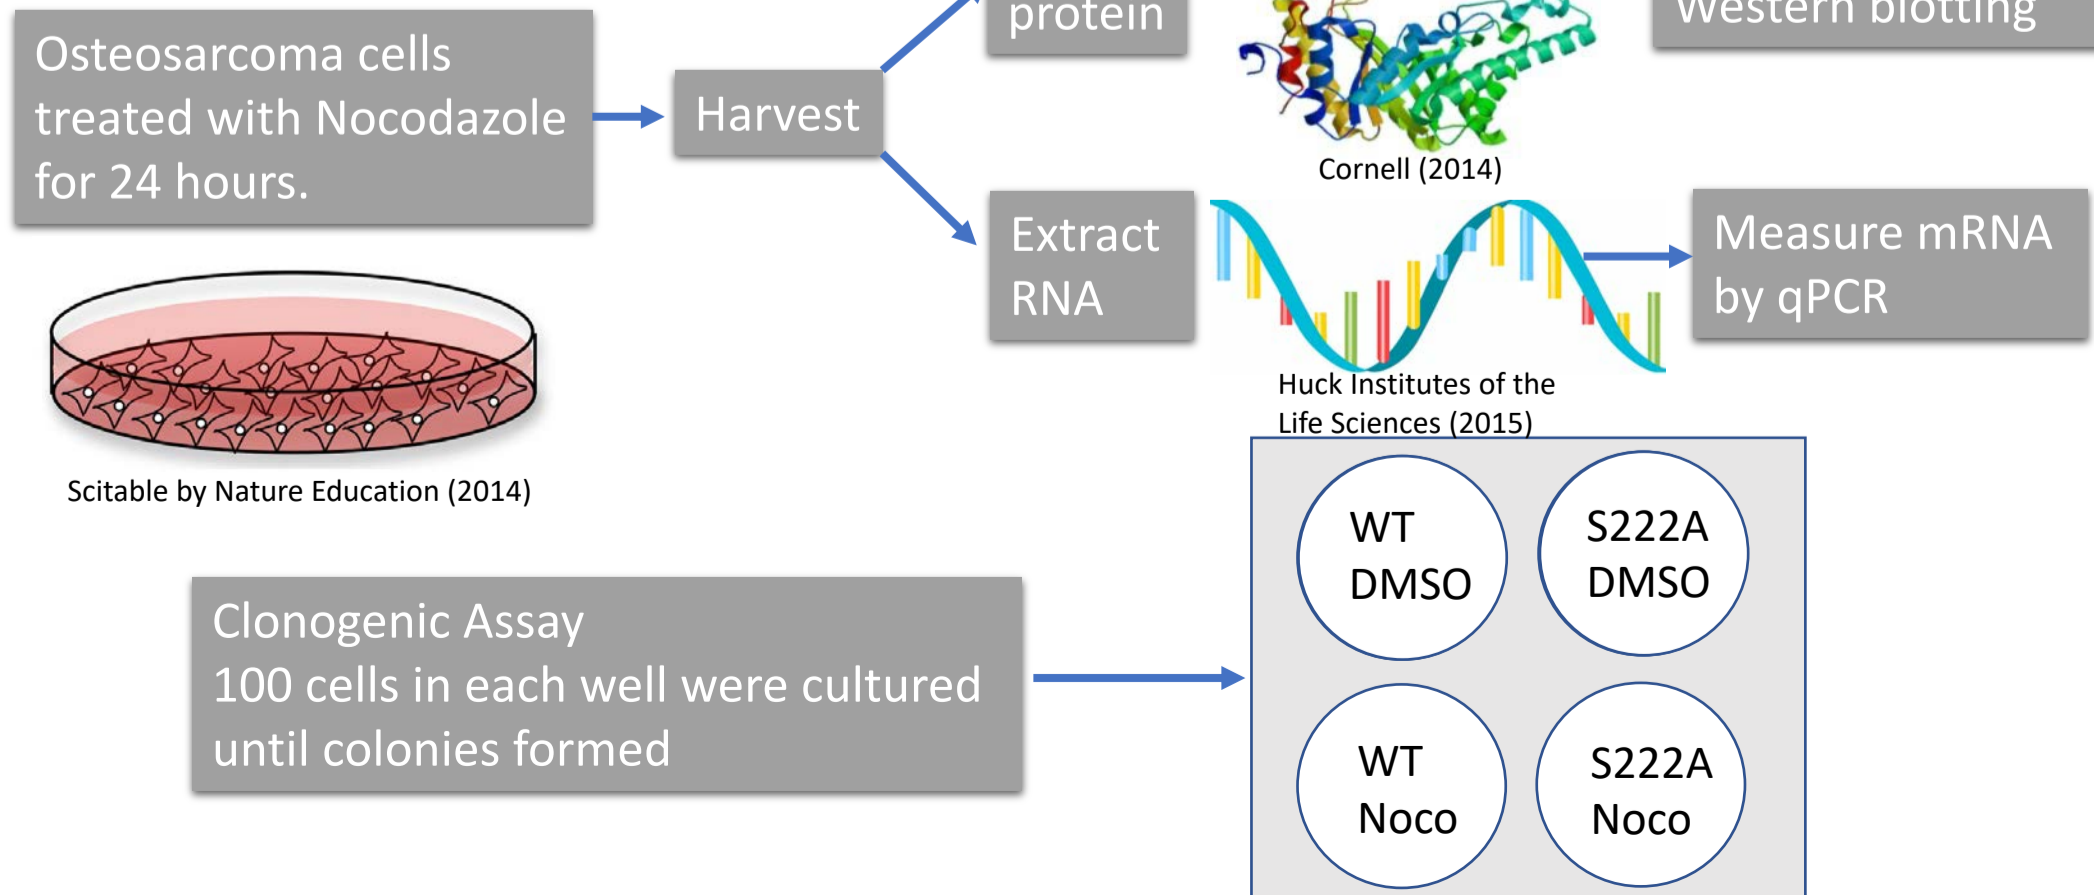 protein
Western blotting
Osteosarcoma cells
treated with Nocodazole
for 24 hours.
Harvest
Cornell (2014)
Extract
RNA
Measure mRNA
by qPCR
Huck Institutes of the
Life Sciences (2015)
Scitable by Nature Education (2014)
Clonogenic Assay
100 cells in each well were cultured
until colonies formed
WT
DMSO
S222A
DMSO
WT
Noco
S222A
Noco